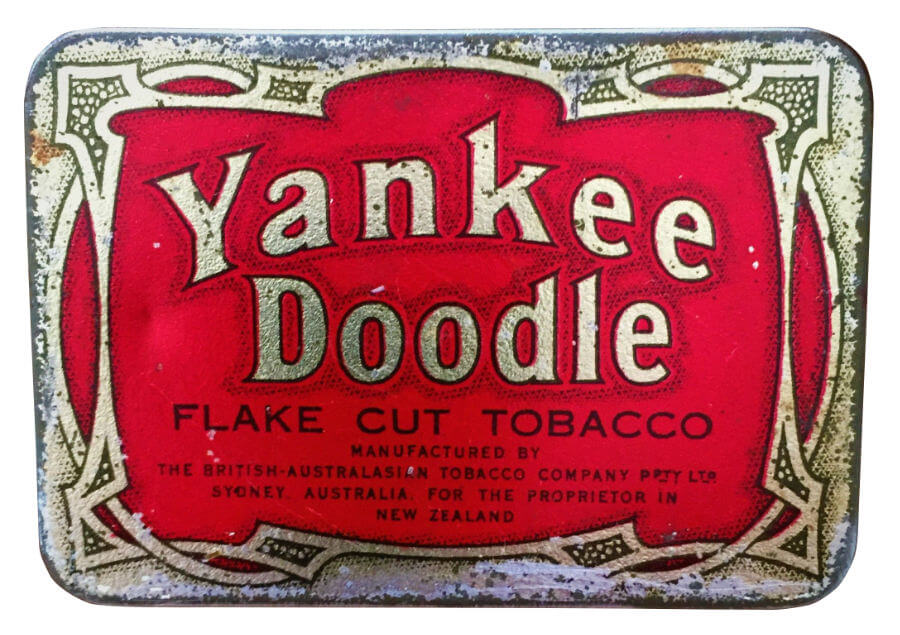 Yankee
Doodle
FLAKE CUT TOBACCO
MANUFACTURED BY
THE BRITISH-AUSTRALASIAN TOBACCO COMPANY PPTY LTD
SYDNEY, AUSTRALIA, FOR THE PROPRIETOR IN
NEW ZEALAND